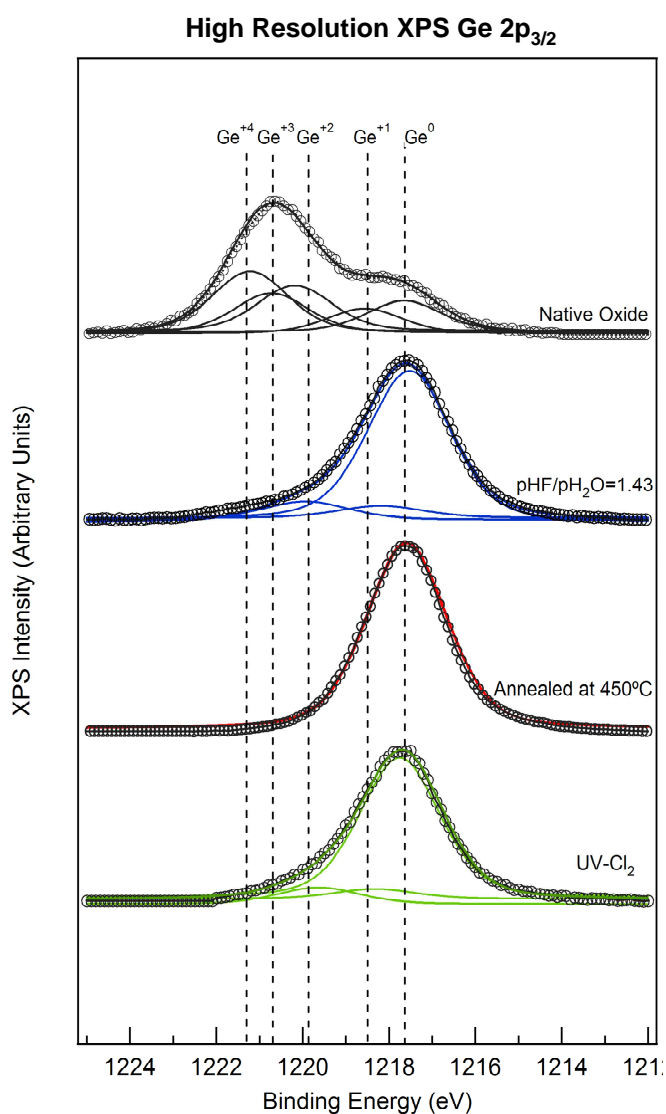 High Resolution XPS Ge 2p3/2
Ge+4 Ge+3 Ge+2 Ge+1 Ge0
Native Oxide
pHF/pH2O=1.43
Annealed at 450ºC
UV-Cl2
XPS Intensity (Arbitrary Units)
1224 1222 1220 1218 1216 1214 121
Binding Energy (eV)